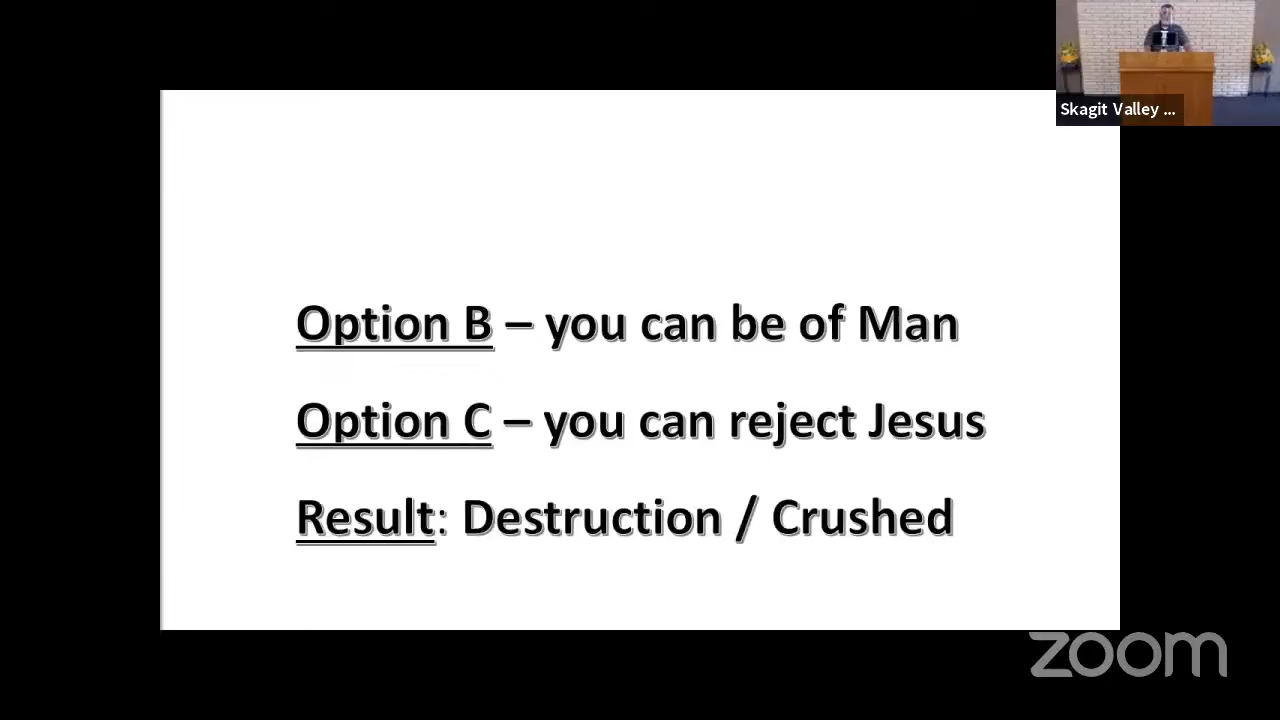 Skagit Valley ...
Option B – you can be of Man
Option C – you can reject Jesus
Result: Destruction / Crushed
zoom